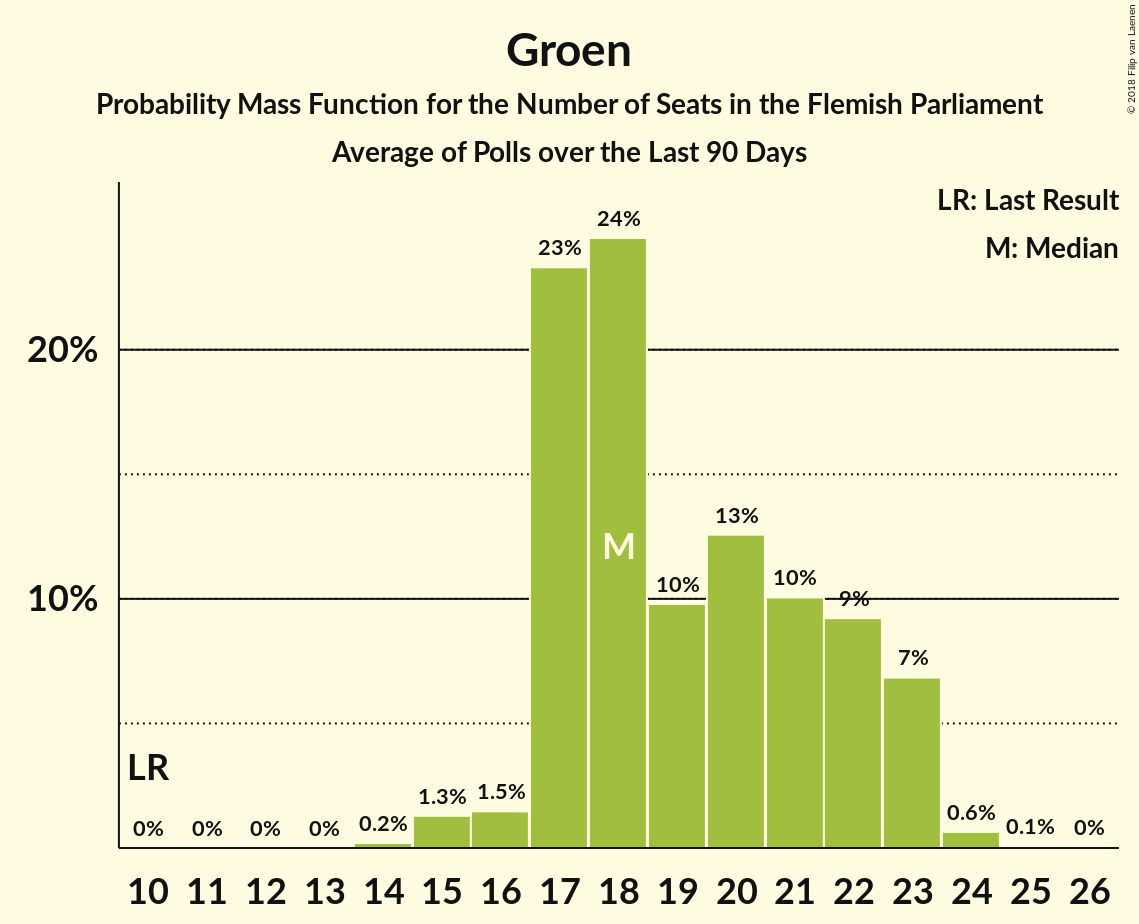 Groen
Probability Mass Function for the Number of Seats in the Flemish Parliament
Average of Polls over the Last 90 Days
© 2018 Filip van Laenen
LR: Last Result
M: Median
24%
23%
20%
13%
M
10%
10%
10%
9%
7%
LR
0%
0%
0%
0%
0.2%
1.3%
1.5%
0.6%
0.1%
0%
10 11 12 13 14 15 16 17 18 19 20 21 22 23 24 25 26